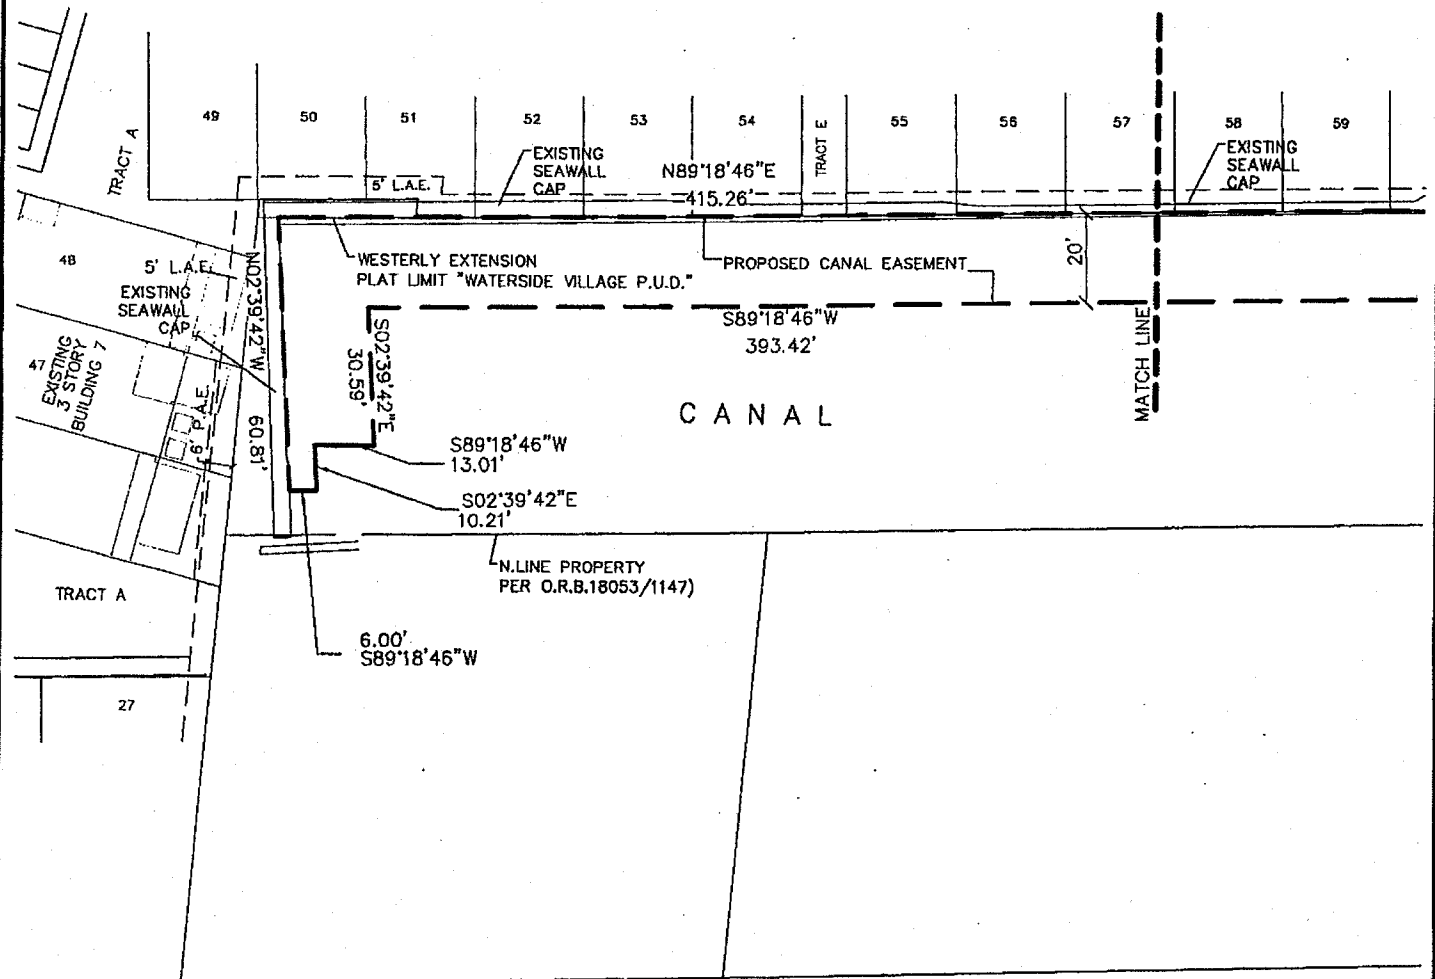 49
50
51
52
53
54
TRACT E
55
56
57
58
59
TRACT A
EXISTING
SEAWALL
CAP
N89°18'46"E
415.26'
EXISTING
SEAWALL
CAP
5' L.A.E.
48
5' L.A.E.
EXISTING
SEAWALL
CAP
N02°39'42"W
60.81'
WESTERLY EXTENSION
PLAT LIMIT "WATERSIDE VILLAGE P.U.D."
PROPOSED CANAL EASEMENT
20'
S89°18'46"W
393.42'
MATCH LINE
S02°39'42"E
30.59'
47
EXISTING
3 STORY
BUILDING 7
6' P.A.E.
CANAL
S89°18'46"W
13.01'
S02°39'42"E
10.21'
N.LINE PROPERTY
PER O.R.B.18053/1147)
TRACT A
6.00'
S89°18'46"W
27